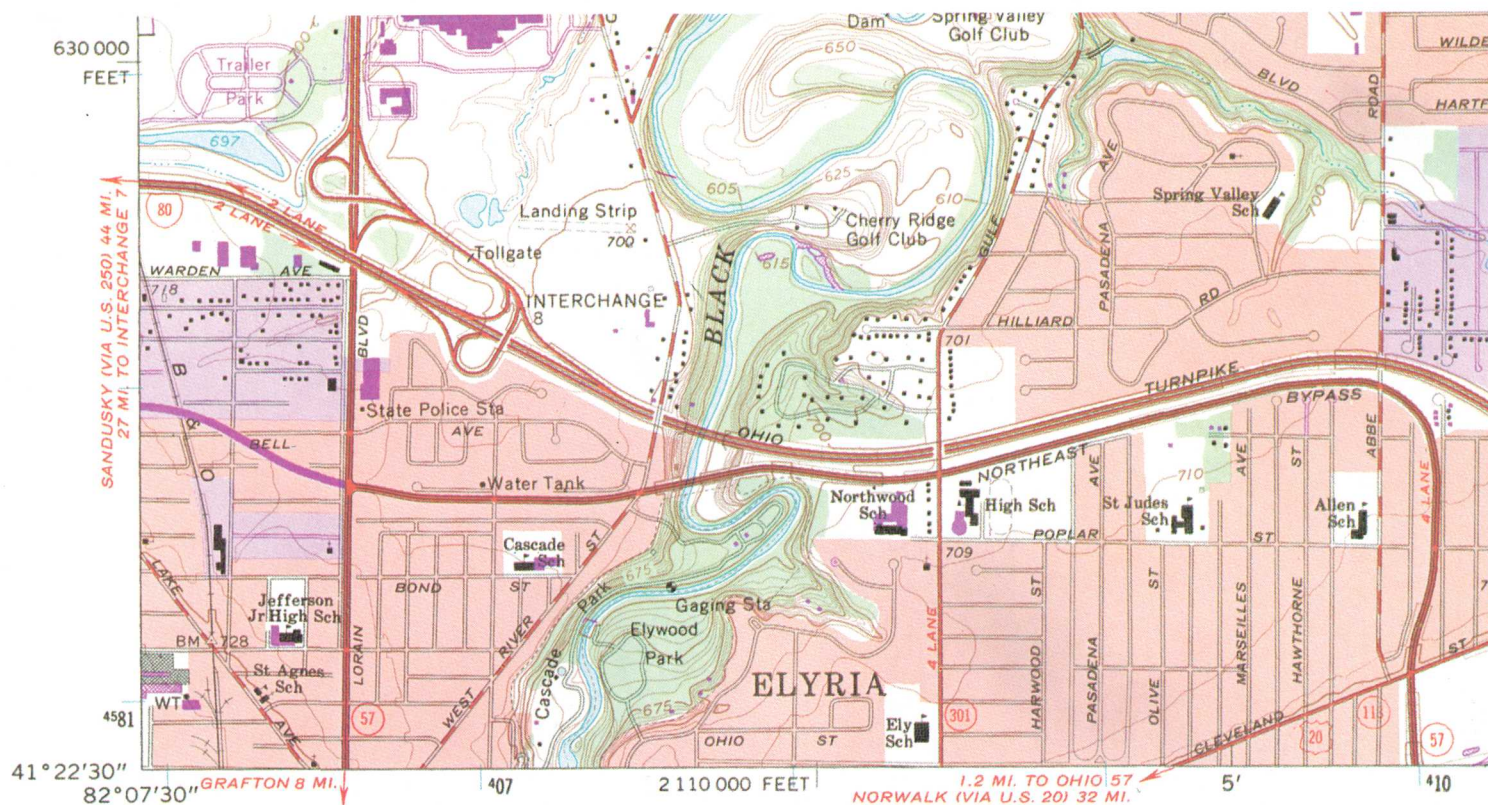 Dam
Spring Valley
Golf Club
630 000
FEET
Trailer
Park
700
650
WILDE
BLVD
ROAD
HARTF
697
SANDUSKY (VIA U.S. 250) 44 MI.
27 MI. TO INTERCHANGE 7
80
2 LANE
2 LANE
605
625
610
AVE
Landing Strip
700
Cherry Ridge
Golf Club
Spring Valley
Sch
700
GULF
PASADENA
Tollgate
WARDEN AVE
718
BLACK
615
INTERCHANGE
8
HILLIARD RD
701
BLVD
B & O
State Police Sta
BELL AVE
OHIO TURNPIKE
700
NORTHEAST BYPASS
ABBE
4 LANE
Water Tank
Northwood
Sch
High Sch
AVE
710
AVE
ST
St Judes
Sch
Allen
Sch
POPLAR ST
709
Cascade
Sch
LAKE AVE
BOND ST
675
Park
Gaging Sta
Jefferson
Jr High Sch
BM 728
Elywood
Park
WEST RIVER ST
Cascade
4 LANE
ST
ST
HARWOOD
PASADENA
OLIVE
MARSEILLES
HAWTHORNE
St Agnes
Sch
WT
LORAIN
ELYRIA
675
4581
57
Ely
Sch
301
OHIO ST
CLEVELAND ST
20
113
57
41°22'30"
82°07'30"
GRAFTON 8 MI.
407
2 110 000 FEET
1.2 MI. TO OHIO 57
NORWALK (VIA U.S. 20) 32 MI.
5'
410